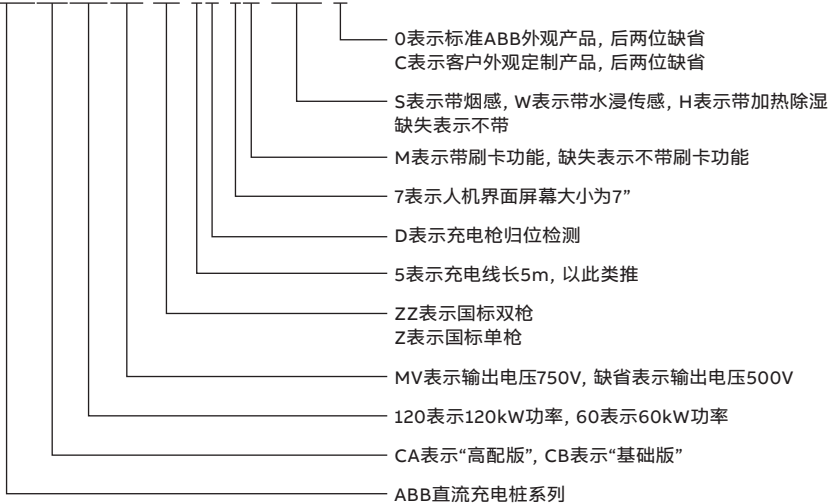 0表示标准ABB外观产品, 后两位缺省
C表示客户外观定制产品, 后两位缺省
S表示带烟感, W表示带水浸传感, H表示带加热除湿
缺失表示不带
M表示带刷卡功能, 缺失表示不带刷卡功能
7表示人机界面屏幕大小为7”
D表示充电枪归位检测
5表示充电线长5m, 以此类推
ZZ表示国标双枪
Z表示国标单枪
MV表示输出电压750V, 缺省表示输出电压500V
120表示120kW功率, 60表示60kW功率
CA表示“高配版”, CB表示“基础版”
ABB直流充电桩系列